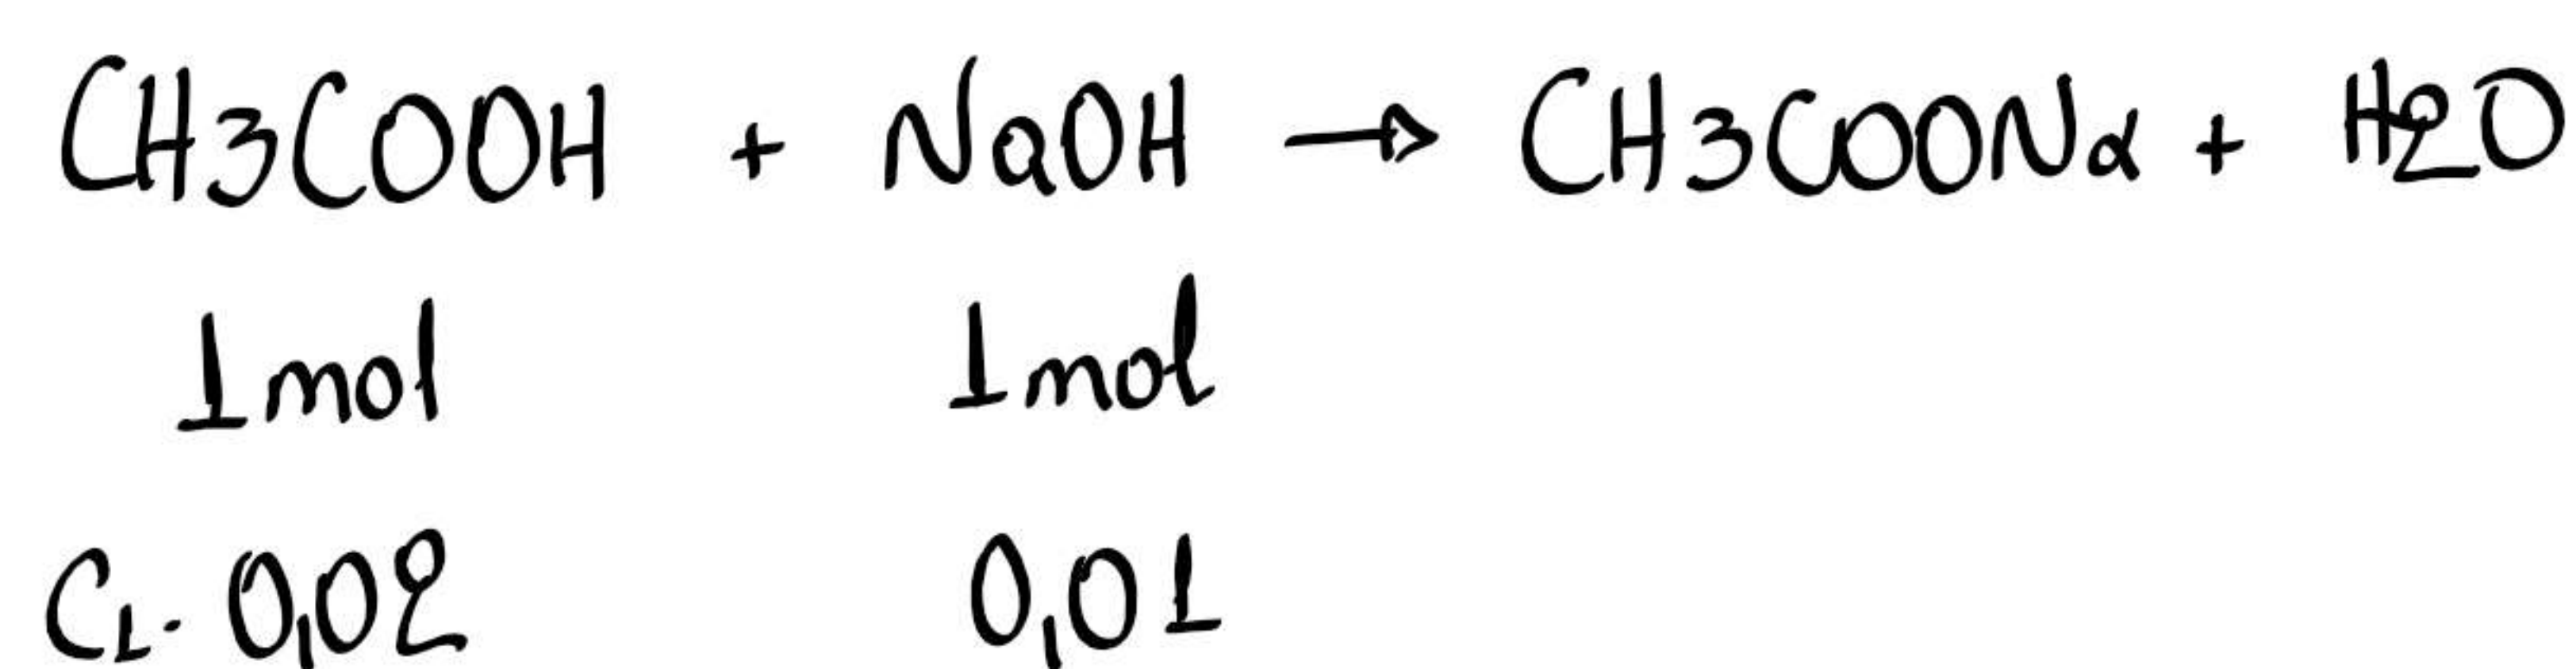 CH3COOH + NaOH → CH3COONa + H2O
1mol 1mol
C1. 0,02 0,01